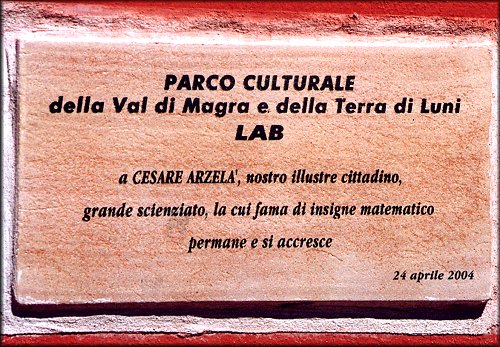 PARCO CULTURALE
della Val di Magra e della Terra di Luni
LAB
a CESARE ARZELA', nostro illustre cittadino,
grande scienziato, la cui fama di insigne matematico
permane e si accresce
24 aprile 2004